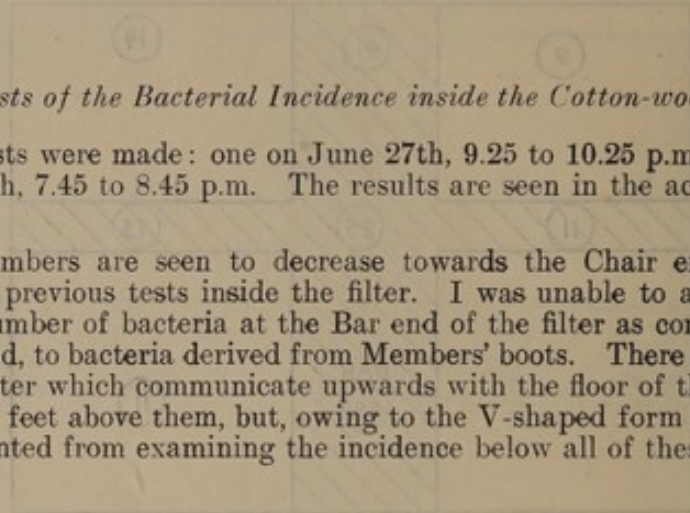 sts of the Bacterial Incidence inside the Cotton-wo
sts were made: one on June 27th, 9.25 to 10.25 p.m
h, 7.45 to 8.45 p.m. The results are seen in the ac
mbers are seen to decrease towards the Chair e
previous tests inside the filter. I was unable to a
umber of bacteria at the Bar end of the filter as con
d, to bacteria derived from Members' boots. There
ter which communicate upwards with the floor of th
feet above them, but, owing to the V-shaped form
nted from examining the incidence below all of thes